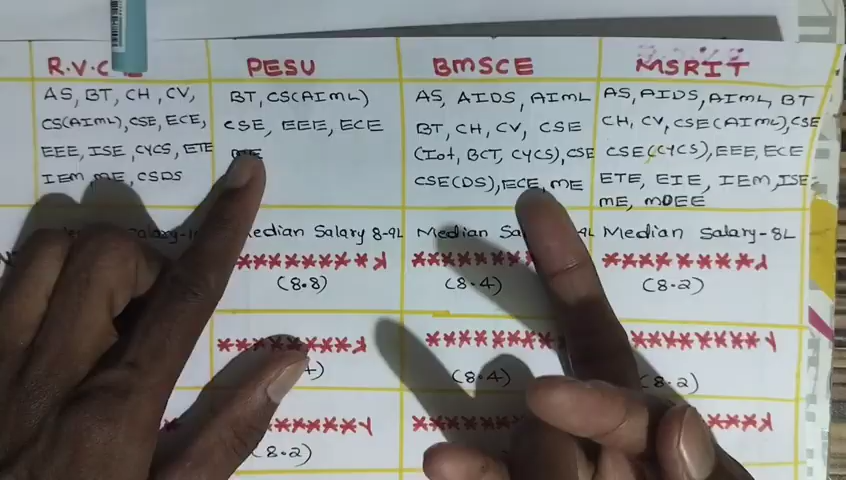 R.V.C
AS, BT, CH, CV,
CS(AIML), CSE, ECE,
EEE, ISE, CYCS, ETE
IEM, ME, CSDS
PESU
BT, CS(AIML)
CSE, EEE, ECE
BMSCE
AS, AIDS, AIML
BT, CH, CV, CSE
(IoT, BCT, CYCS), CSE
CSE(DS), ECE, ME
MSRIT
AS, AIDS, AIML, BT
CH, CV, CSE(AIML), CSE
CSE(CYCS), EEE, ECE
ETE, EIE, IEM, ISE
ME, MDEE
edian Salary 8-9L
********
(8.8)
Median Sa
*******
(8.4)
Median Salary-8L
********
(8.2)
********
********
(8.4)
********
(8.2)
********
(8.2)